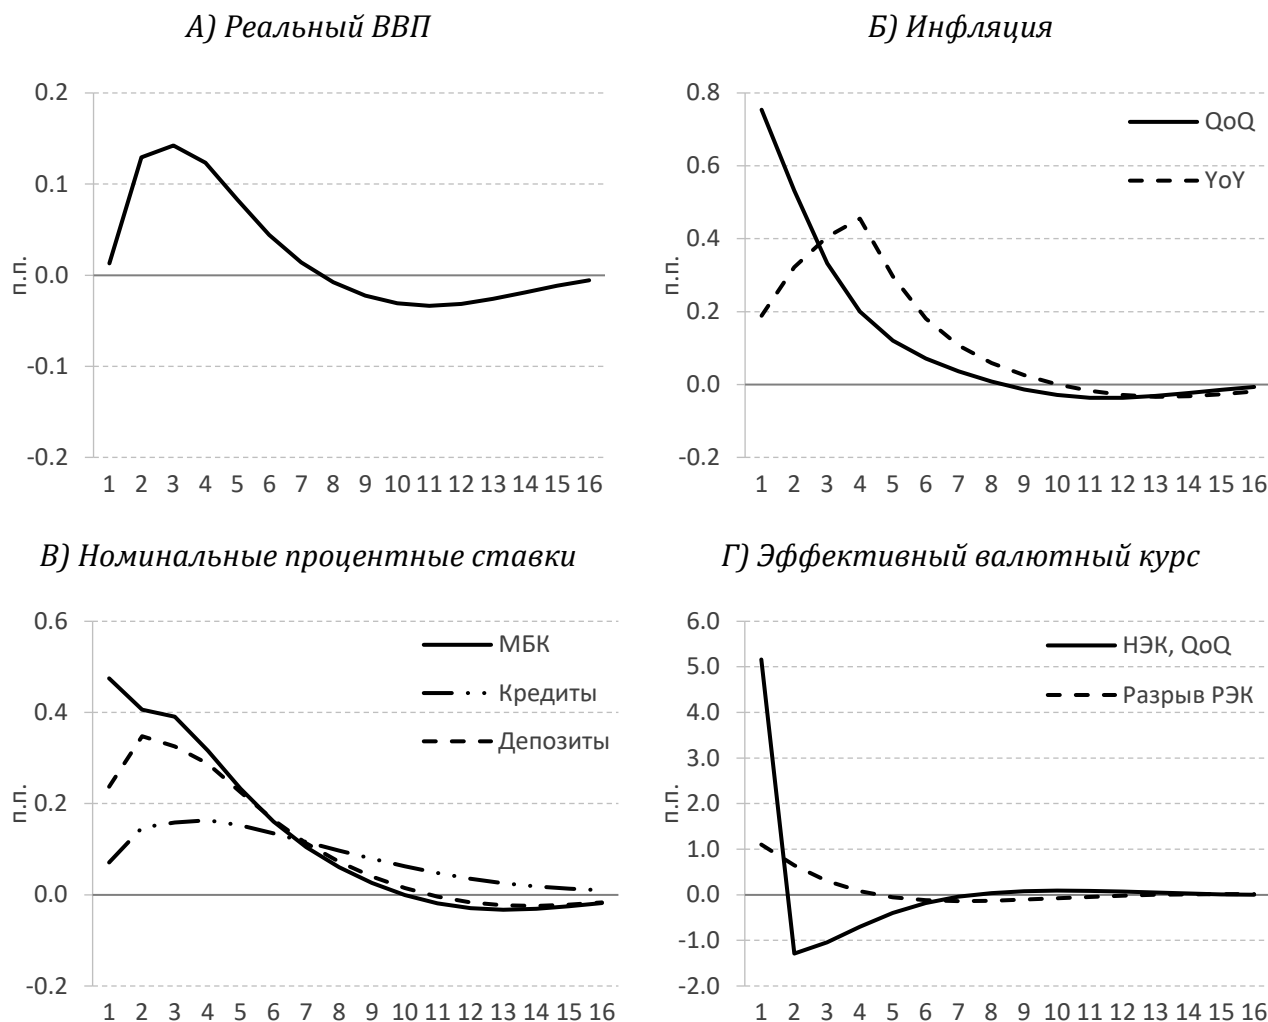 А) Реальный ВВП
0.2
0.1
0.0
-0.1
-0.2
п.п.
1 2 3 4 5 6 7 8 9 10 11 12 13 14 15 16
Б) Инфляция
0.8
0.6
0.4
0.2
0.0
-0.2
п.п.
QoQ
YoY
1 2 3 4 5 6 7 8 9 10 11 12 13 14 15 16
В) Номинальные процентные ставки
0.6
0.4
0.2
0.0
-0.2
п.п.
МБК
Кредиты
Депозиты
1 2 3 4 5 6 7 8 9 10 11 12 13 14 15 16
Г) Эффективный валютный курс
6.0
5.0
4.0
3.0
2.0
1.0
0.0
-1.0
-2.0
п.п.
НЭК, QoQ
Разрыв РЭК
1 2 3 4 5 6 7 8 9 10 11 12 13 14 15 16